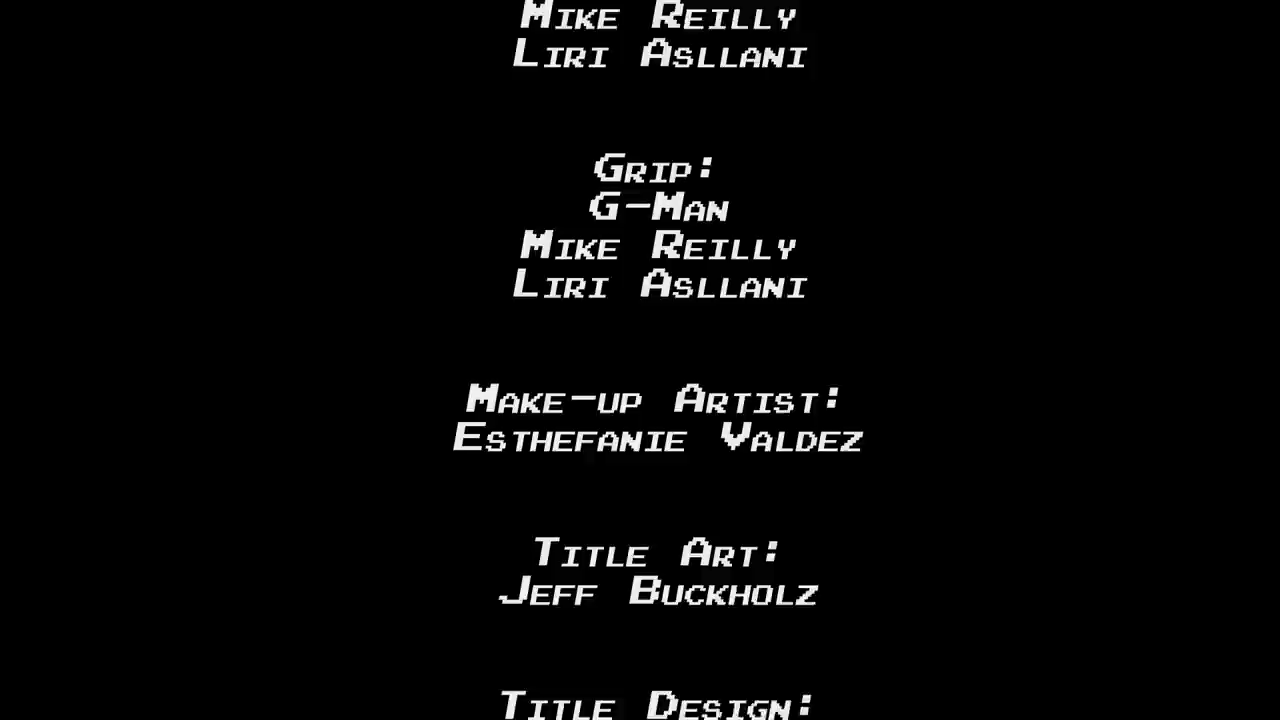 Mike Reilly
Liri Asllani
Grip:
G-Man
Mike Reilly
Liri Asllani
Make-up Artist:
Esthefanie Valdez
Title Art:
Jeff Buckholz
Title Design: